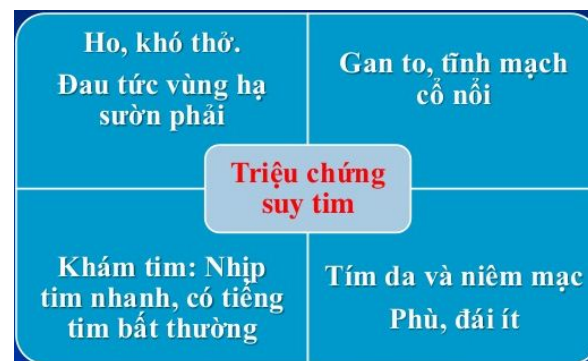 Ho, khó thở.
Đau tức vùng hạ
sườn phải
Gan to, tĩnh mạch
cổ nổi
Triệu chứng
suy tim
Khám tim: Nhịp
tim nhanh, có tiếng
tim bất thường
Tím da và niêm mạc
Phù, đái ít